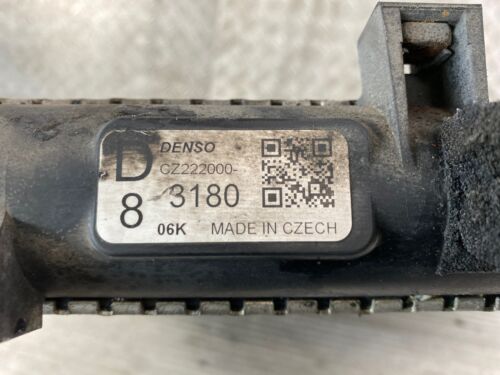 D DENSO
CZ222000-
8 3180
06K MADE IN CZECH